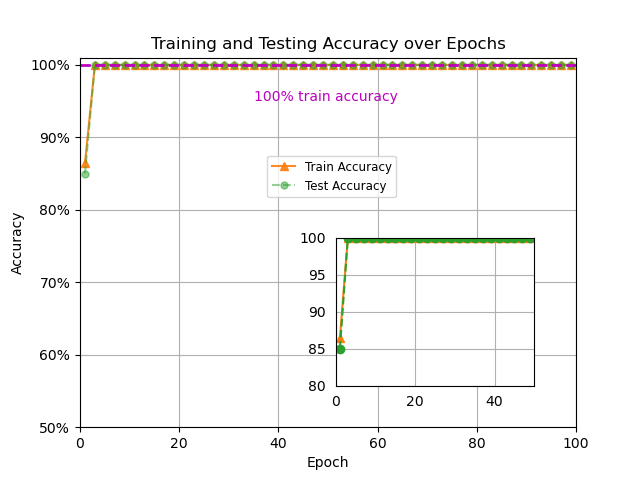 Training and Testing Accuracy over Epochs
100%
90%
80%
70%
60%
50%
Accuracy
100% train accuracy
Train Accuracy
Test Accuracy
100
95
90
85
80
0 20 40
0 20 40 60 80 100
Epoch